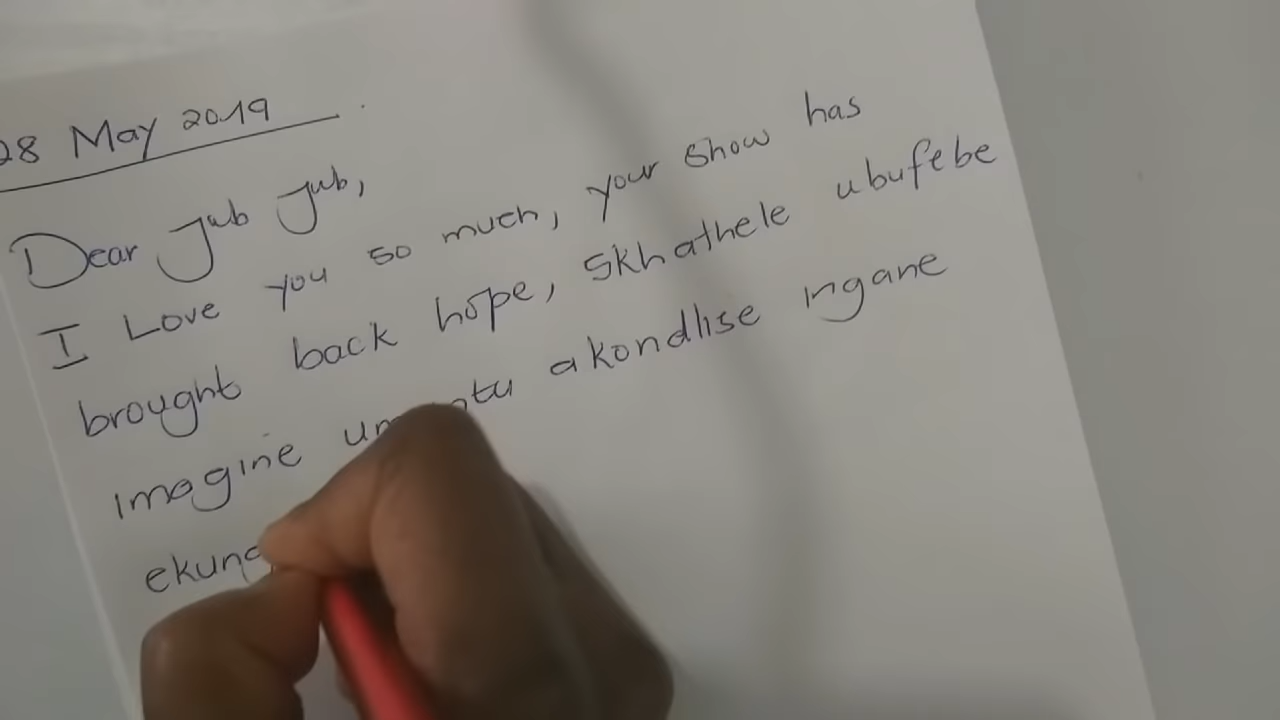 28 May 2019
Dear Jub Jub,
I Love you so much, your show has
brought back hope, Skhathele ubufebe
Imagine akondlise ingane